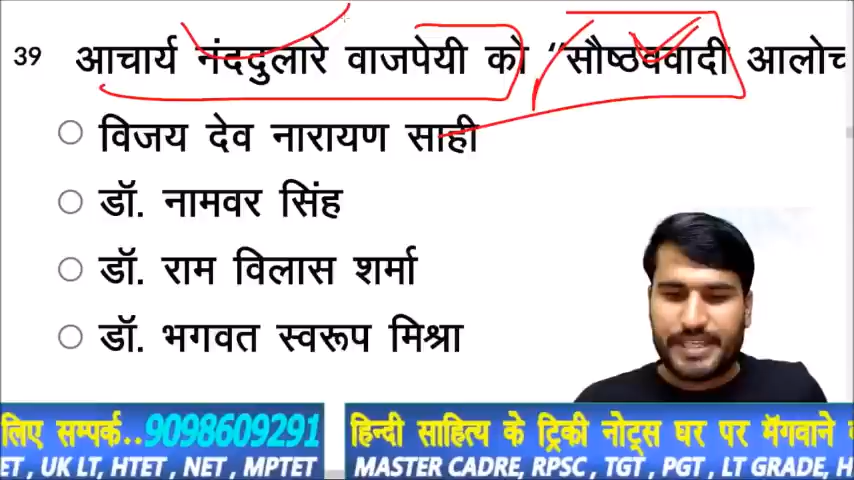 39 आचार्य नंददुलारे वाजपेयी को “सौष्ठववादी आलोच
विजय देव नारायण साही
डॉ. नामवर सिंह
डॉ. राम विलास शर्मा
डॉ. भगवत स्वरूप मिश्रा
लिए सम्पर्क..9098609291 हिन्दी साहित्य के ट्रिकी नोट्स घर पर मँगवाने
ET , UK LT, HTET , NET , MPTET MASTER CADRE, RPSC , TGT , PGT , LT GRADE, H